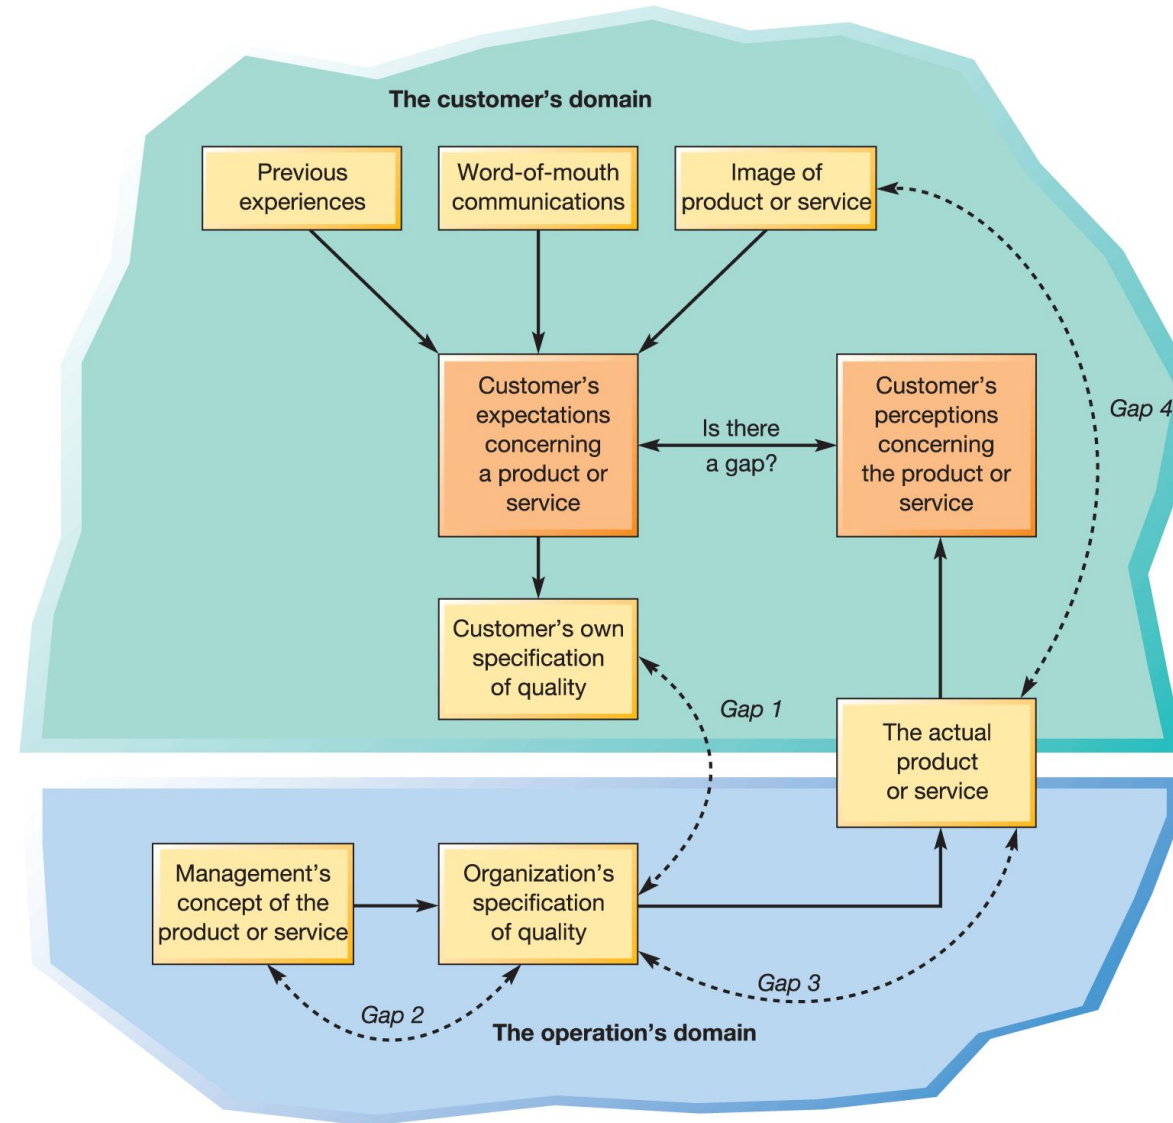 The customer's domain
Previous
experiences
Word-of-mouth
communications
Image of
product or service
Customer's
expectations
concerning
a product or
service
Is there
a gap?
Customer's
perceptions
concerning
the product or
service
Gap 4
Customer's own
specification
of quality
Gap 1
The actual
product
or service
Management's
concept of the
product or service
Organization's
specification
of quality
Gap 2
Gap 3
The operation's domain